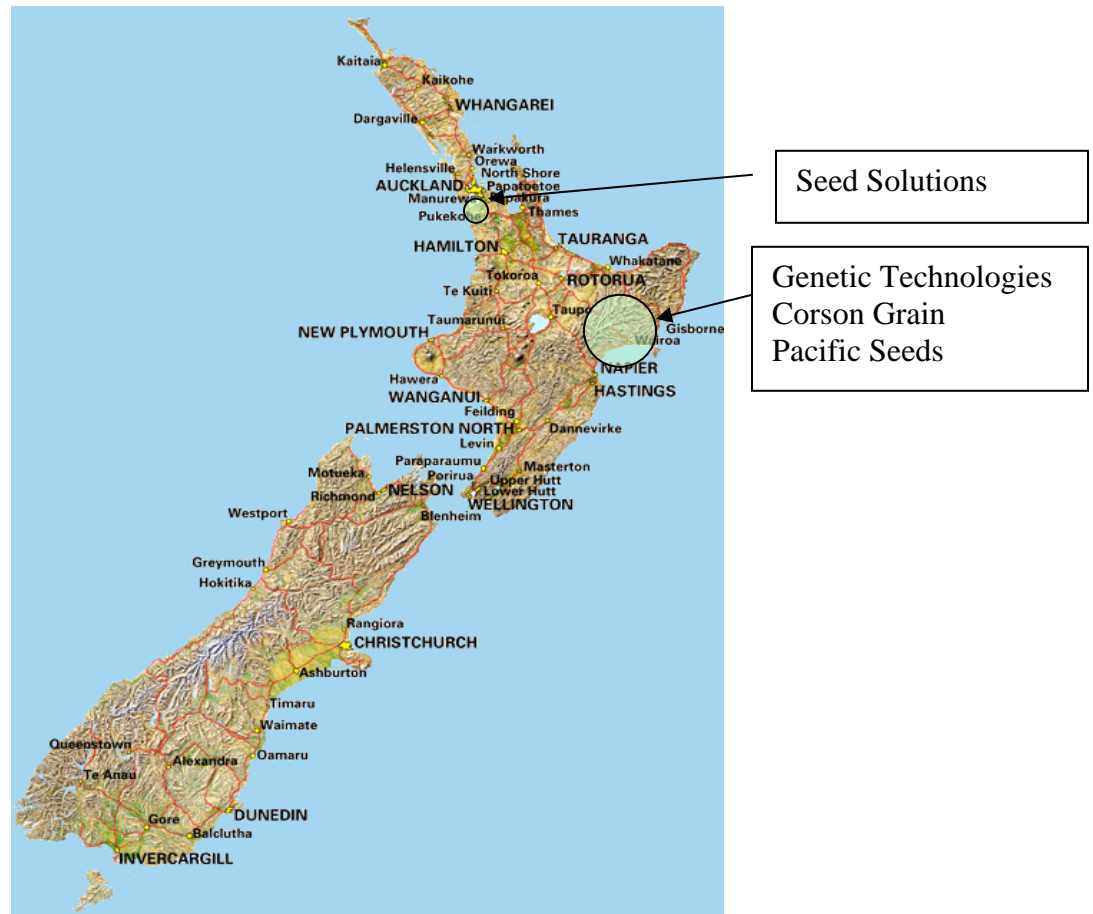 Kaitaia
Kaikohe
WHANGAREI
Dargaville
Warkworth
Orewa
Helensville
North Shore
AUCKLAND
Papatoetoe
Manurewa
Papakura
Pukekohe
Thames
HAMILTON
TAURANGA
Whakatane
Tokoroa
ROTORUA
Te Kuiti
Taupo
Taumarunui
Gisborne
NEW PLYMOUTH
Wairoa
NAPIER
Hawera
HASTINGS
WANGANUI
Feilding
PALMERSTON NORTH
Dannevirke
Levin
Paraparaumu
Masterton
Porirua
Upper Hutt
Lower Hutt
WELLINGTON
Motueka
NELSON
Richmond
Westport
Blenheim
Greymouth
Hokitika
Rangiora
CHRISTCHURCH
Ashburton
Timaru
Waimate
Queenstown
Oamaru
Alexandra
Te Anau
DUNEDIN
Gore
Balclutha
INVERCARGILL
Seed Solutions
Genetic Technologies
Corson Grain
Pacific Seeds